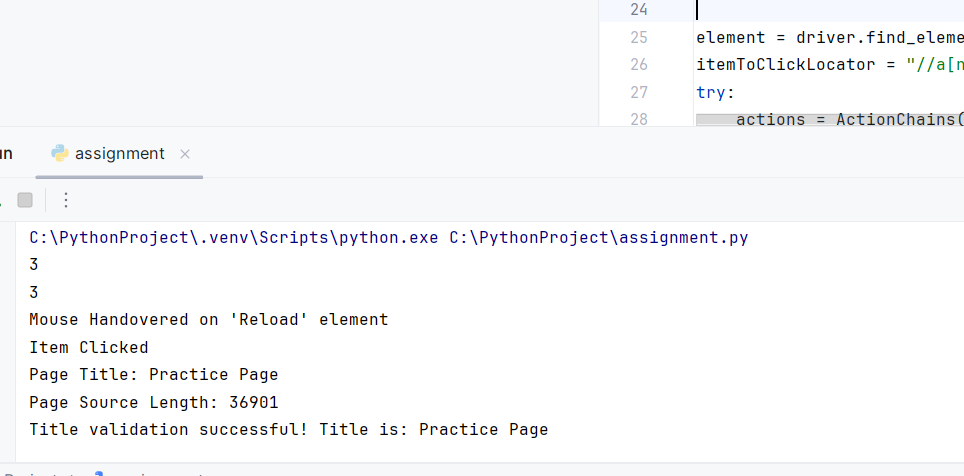 24
25 element = driver.find_eleme
26 itemToClickLocator = "//a[n
27 try:
28 actions = ActionChains(
un assignment
C:\PythonProject\.venv\Scripts\python.exe C:\PythonProject\assignment.py
3
3
Mouse Handovered on 'Reload' element
Item Clicked
Page Title: Practice Page
Page Source Length: 36901
Title validation successful! Title is: Practice Page